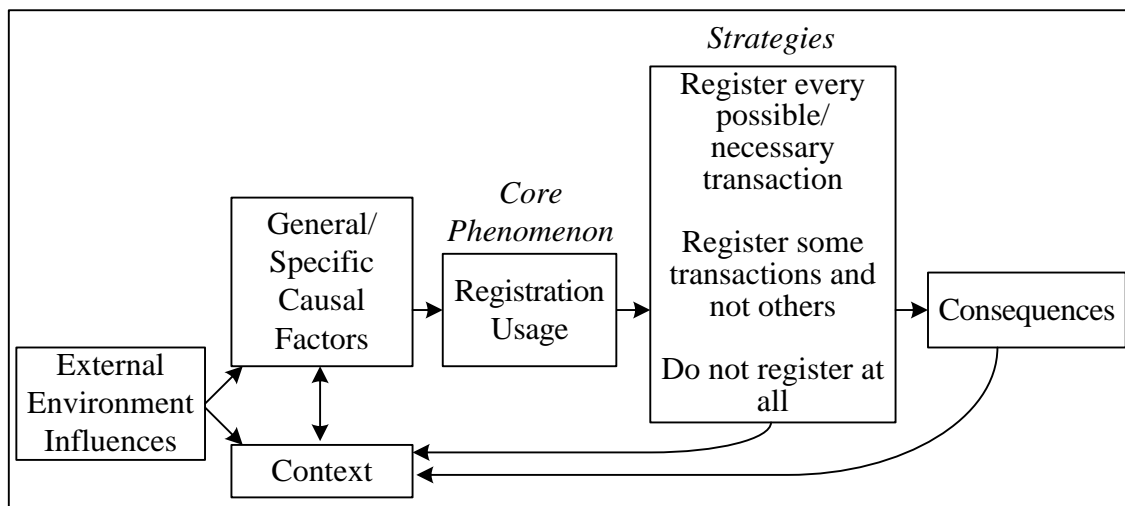 Strategies
Register every
possible/
necessary
transaction
Register some
transactions and
not others
Do not register at
all
Core
Phenomenon
General/
Specific
Causal
Factors
Registration
Usage
Consequences
External
Environment
Influences
Context